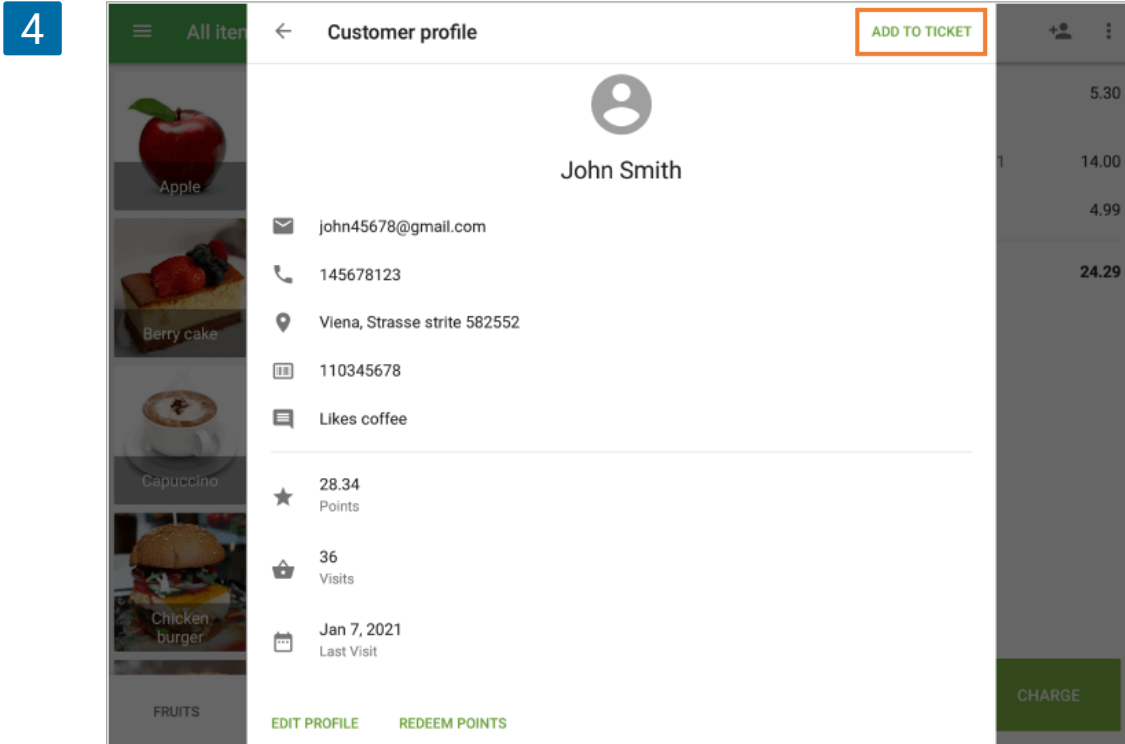 4
All iten
Customer profile
ADD TO TICKET
John Smith
john45678@gmail.com
145678123
Viena, Strasse strite 582552
110345678
Likes coffee
28.34
Points
36
Visits
Jan 7, 2021
Last Visit
EDIT PROFILE
REDEEM POINTS
Apple
Berry cake
Capuccino
Chicken
burger
FRUITS
5.30
1
14.00
4.99
24.29
CHARGE